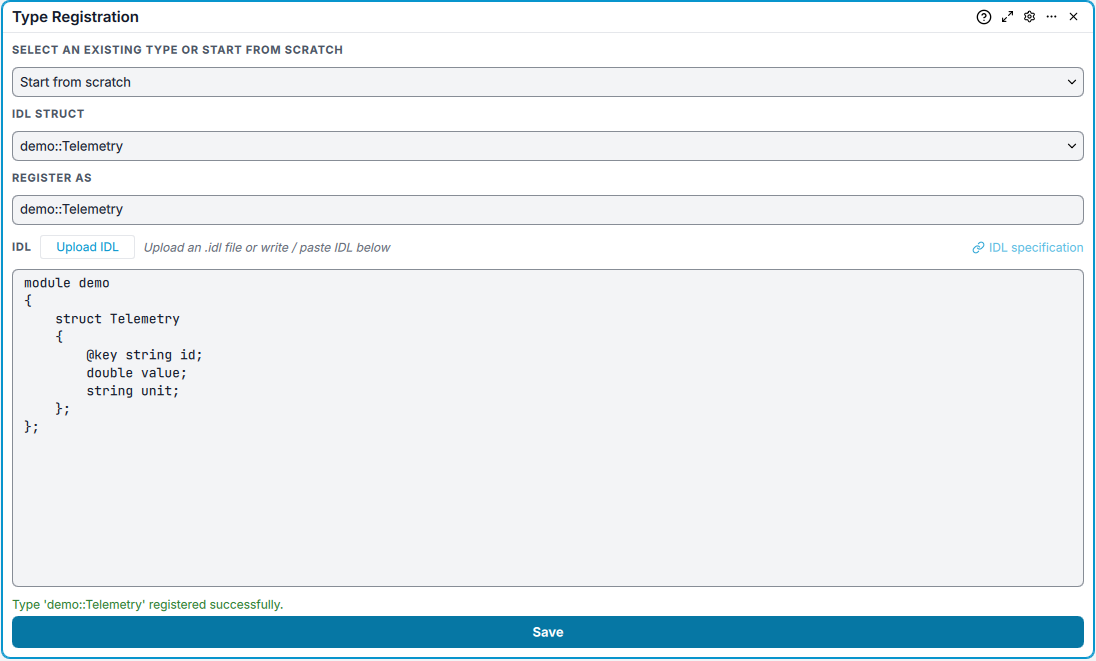 Type Registration
SELECT AN EXISTING TYPE OR START FROM SCRATCH
Start from scratch
IDL STRUCT
demo::Telemetry
REGISTER AS
demo::Telemetry
IDL Upload IDL Upload an .idl file or write / paste IDL below IDL specification
module demo
{
    struct Telemetry
    {
        @key string id;
        double value;
        string unit;
    };
};
Type 'demo::Telemetry' registered successfully.
Save